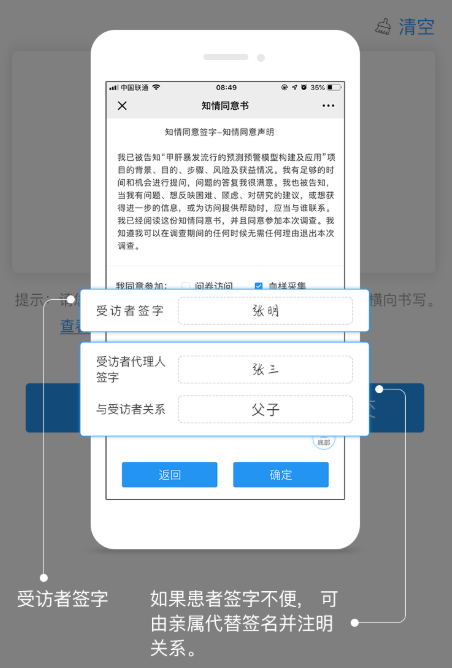 清空
中国联通
08:49
35%
知情同意书
知情同意签字-知情同意声明
我已被告知“甲肝暴发流行的预测预警模型构建及应用”项
目的背景、目的、步骤、风险及获益情况。我有足够的时
间和机会进行提问，问题的答复我很满意。我也被告知，
当我有问题、想反映困难、顾虑、对研究的建议，或想获
得进一步的信息，或为访问提供帮助时，应当与谁联系。
我已经阅读这份知情同意书，并且同意参加本次调查。我
知道我可以在调查期间的任何时候无需任何理由退出本次
调查。
我同意参加： 问卷访问 血样采集
提示：请 横向书写。
受访者签字 张明
查
受访者代理人
签字
张三
与受访者关系 父子
底部
返回 确定
受访者签字
如果患者签字不便， 可
由亲属代替签名并注明
关系。